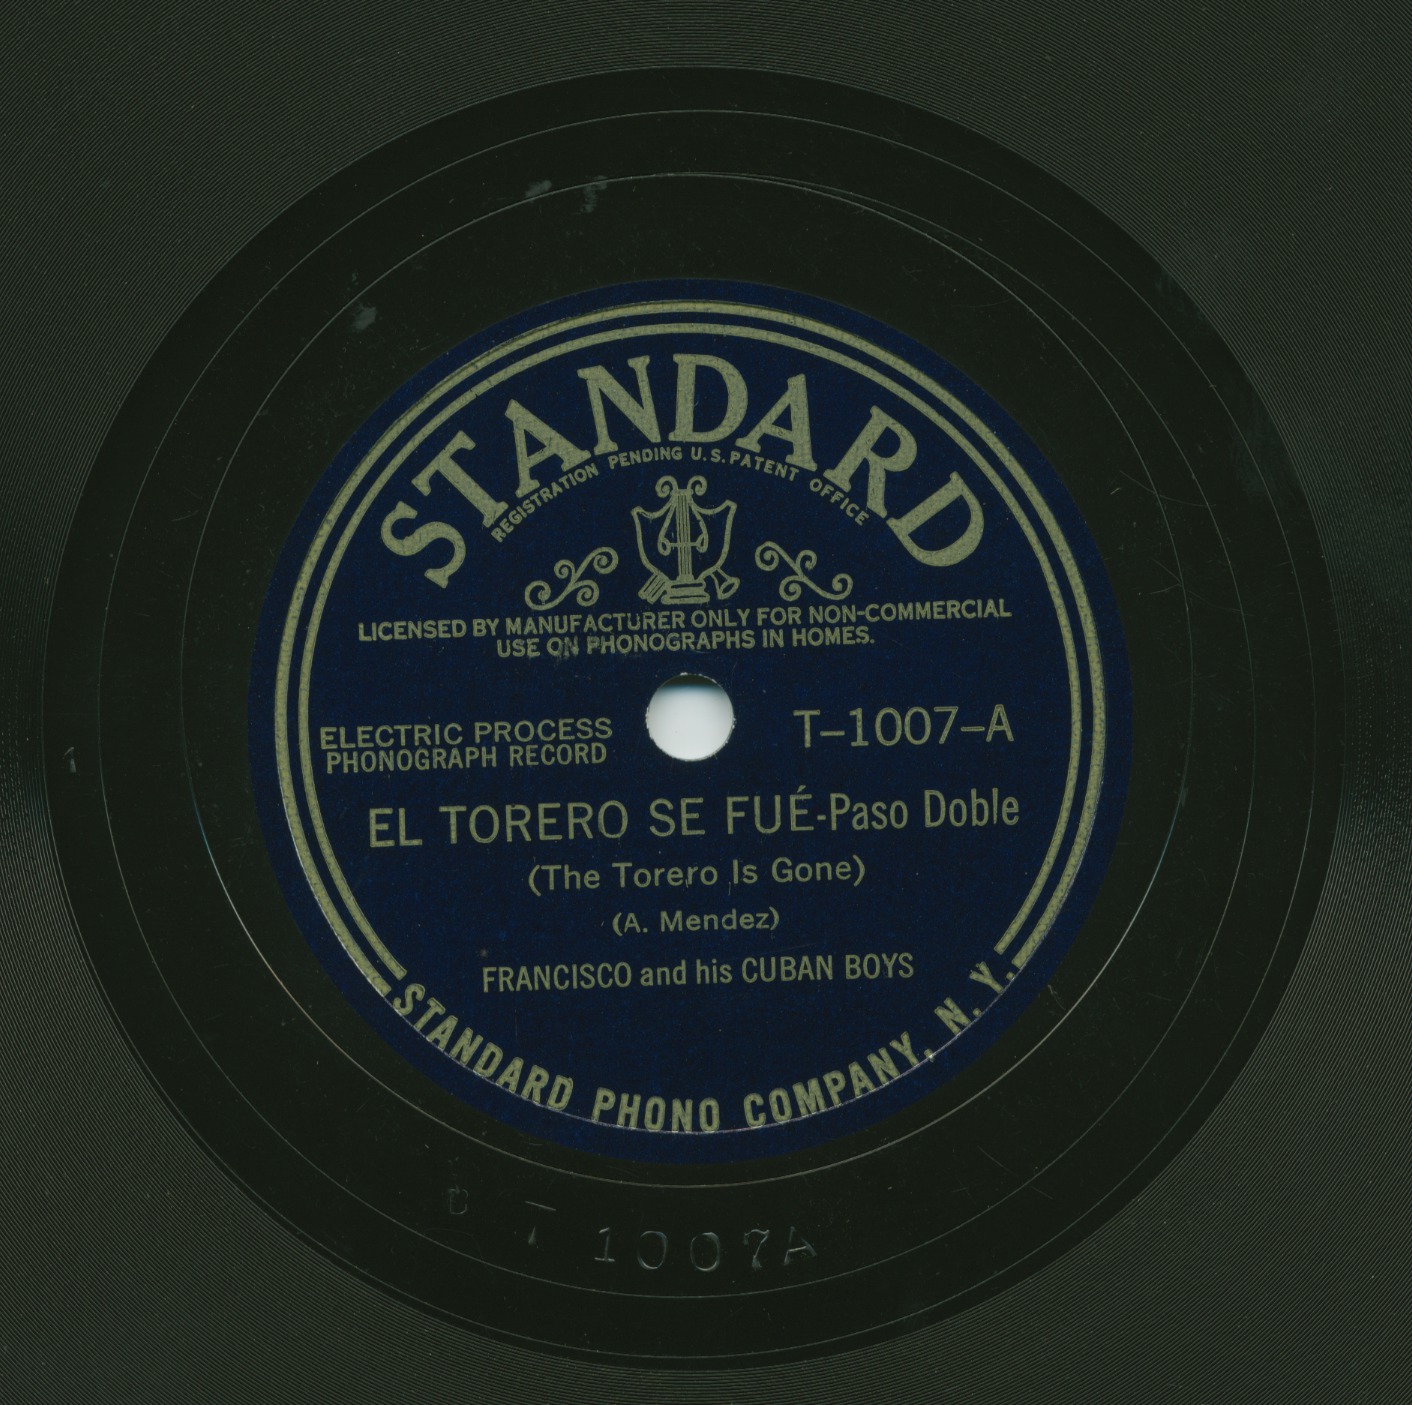 STANDARD
REGISTRATION PENDING U.S. PATENT OFFICE
LICENSED BY MANUFACTURER ONLY FOR NON-COMMERCIAL
USE ON PHONOGRAPHS IN HOMES.
ELECTRIC PROCESS
PHONOGRAPH RECORD
T-1007-A
EL TORERO SE FUÉ-Paso Doble
(The Torero Is Gone)
(A. Mendez)
FRANCISCO and his CUBAN BOYS
STANDARD PHONO COMPANY, N. Y.
D T 1007A
1